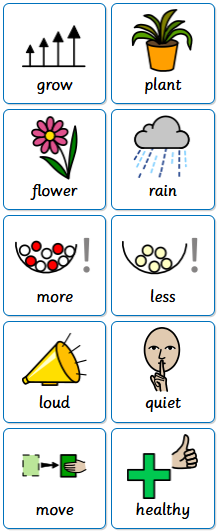 grow
plant
flower
rain
more
less
loud
quiet
move
healthy